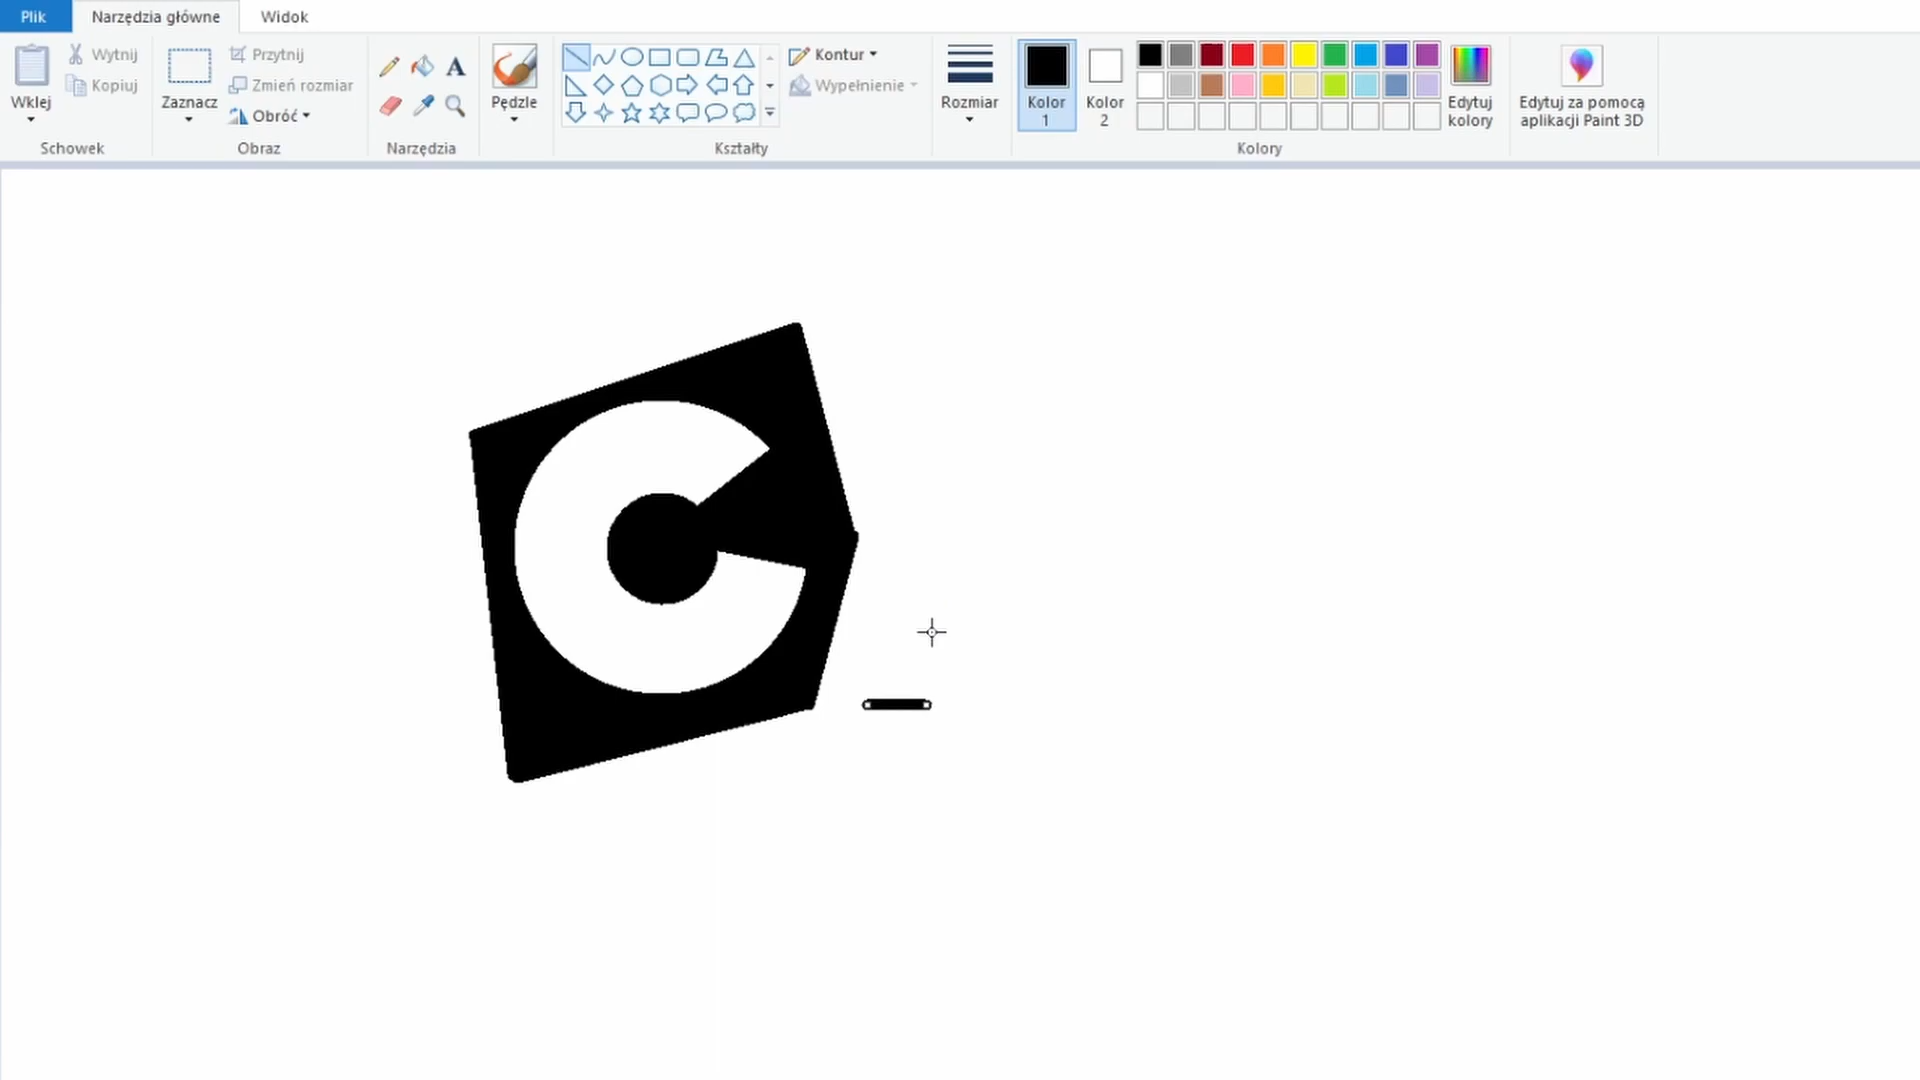 Plik Narzędzia główne Widok
Wklej
Wytnij
Kopiuj
Schowek
Zaznacz
Przytnij
Zmień rozmiar
Obróć
Obraz
A
Narzędzia
Pędzle
Kontur
Wypełnienie
Kształty
Rozmiar
Kolor
1
Kolor
2
Edytuj
kolory
Kolory
Edytuj za pomocą
aplikacji Paint 3D
C